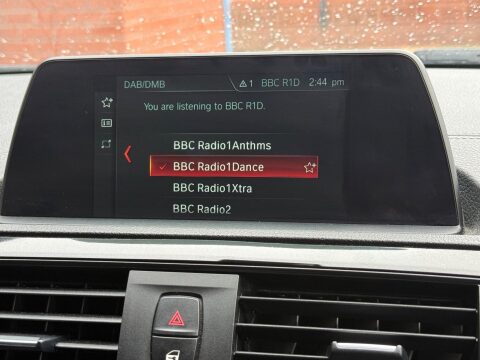 DAB/DMB 1 BBC R1D 2:44 pm
You are listening to BBC R1D.
BBC Radio1Anthms
BBC Radio1Dance
BBC Radio1Xtra
BBC Radio2